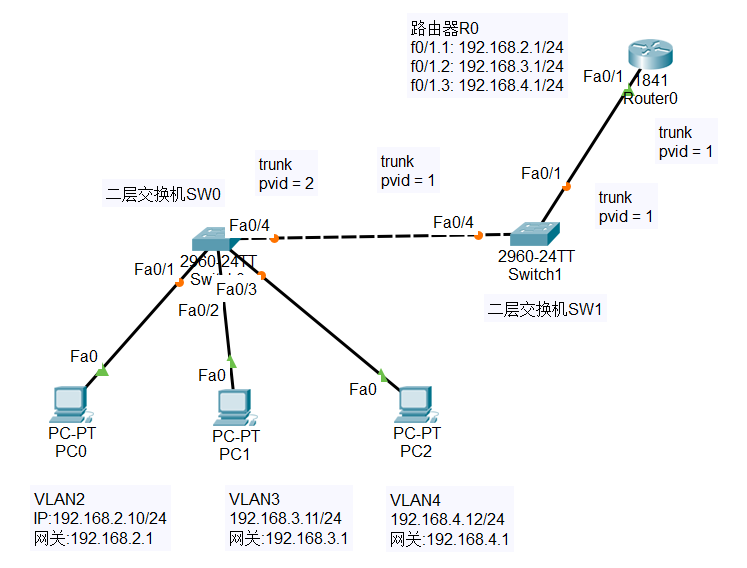 路由器R0
f0/1.1: 192.168.2.1/24
f0/1.2: 192.168.3.1/24
f0/1.3: 192.168.4.1/24
Fa0/1
1841
Router0
trunk
pvid = 1
Fa0/1
trunk
pvid = 1
trunk
pvid = 2
trunk
pvid = 1
二层交换机SW0
Fa0/4
Fa0/4
2960-24TT
Switch1
2960-24TT
Fa0/1
Fa0/3
Fa0/2
二层交换机SW1
Fa0
Fa0
Fa0
PC-PT
PC0
PC-PT
PC1
PC-PT
PC2
VLAN2
IP:192.168.2.10/24
网关:192.168.2.1
VLAN3
192.168.3.11/24
网关:192.168.3.1
VLAN4
192.168.4.12/24
网关:192.168.4.1